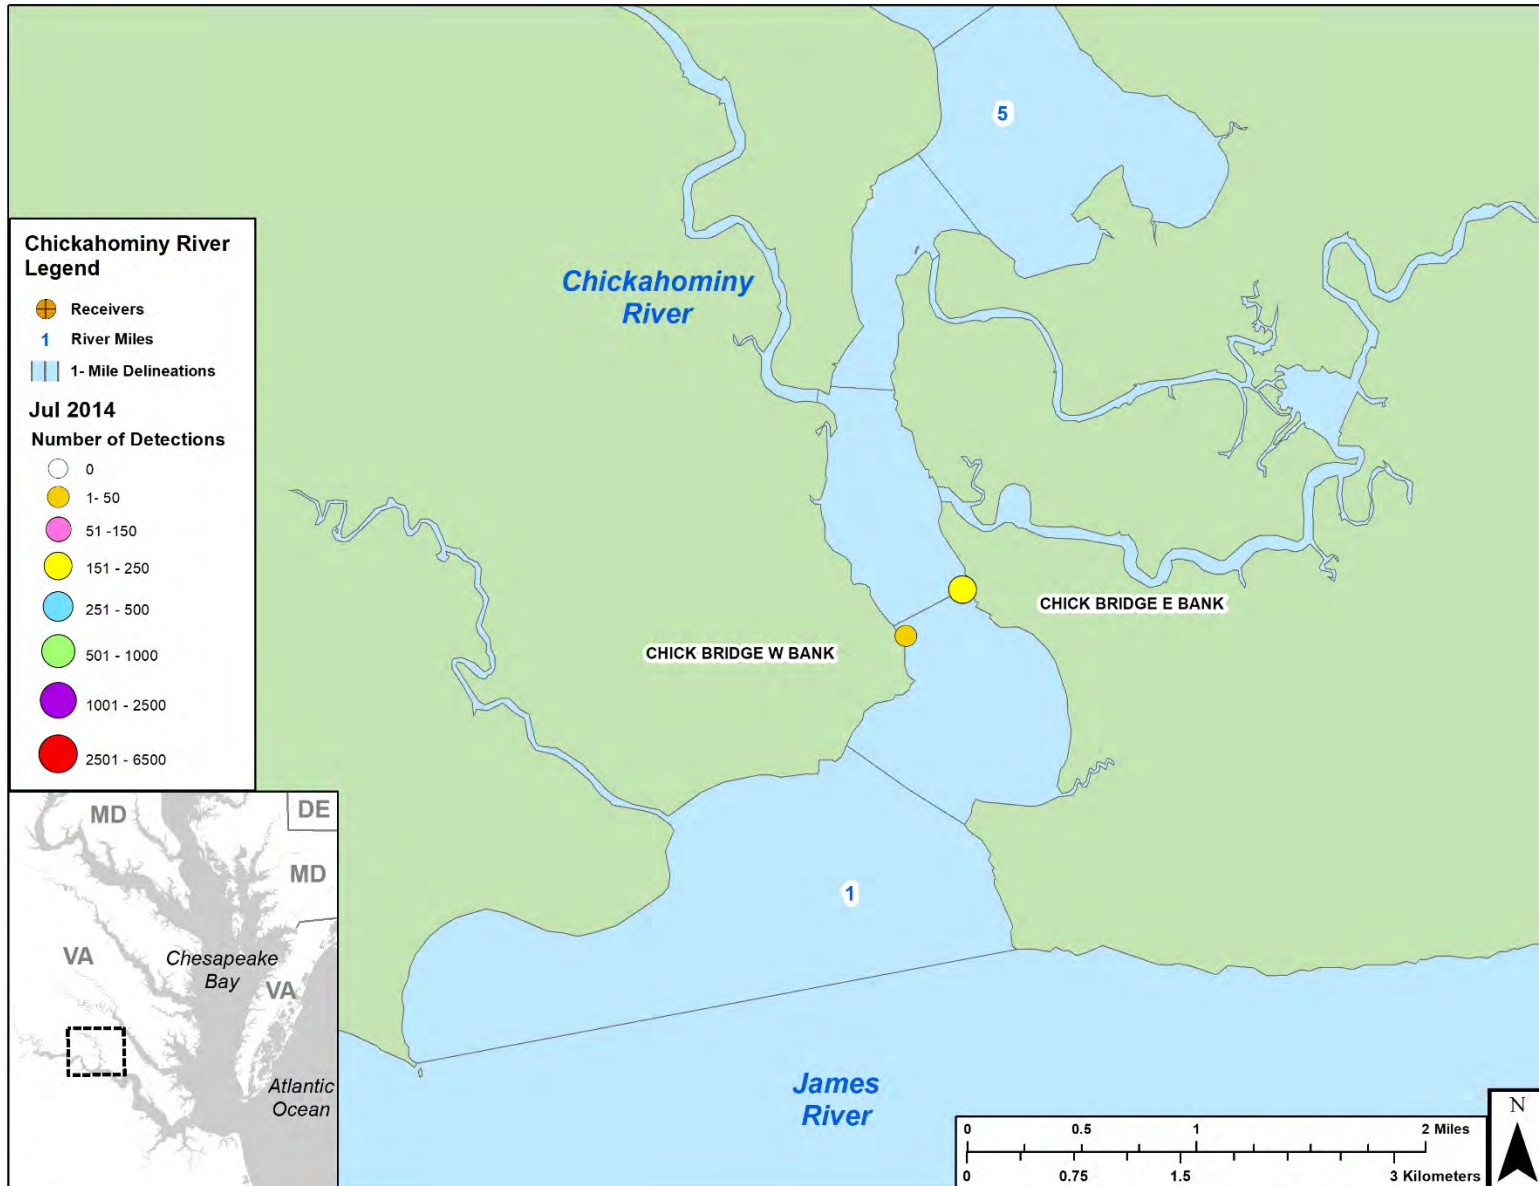 5
Chickahominy
River
Chickahominy River
Legend
Receivers
1 River Miles
1- Mile Delineations
Jul 2014
Number of Detections
0
1- 50
51 -150
151 - 250
251 - 500
501 - 1000
1001 - 2500
2501 - 6500
CHICK BRIDGE E BANK
CHICK BRIDGE W BANK
1
MD
DE
MD
VA
Chesapeake
Bay
VA
Atlantic
Ocean
James
River
0 0.5 1 2 Miles
0 0.75 1.5 3 Kilometers
N